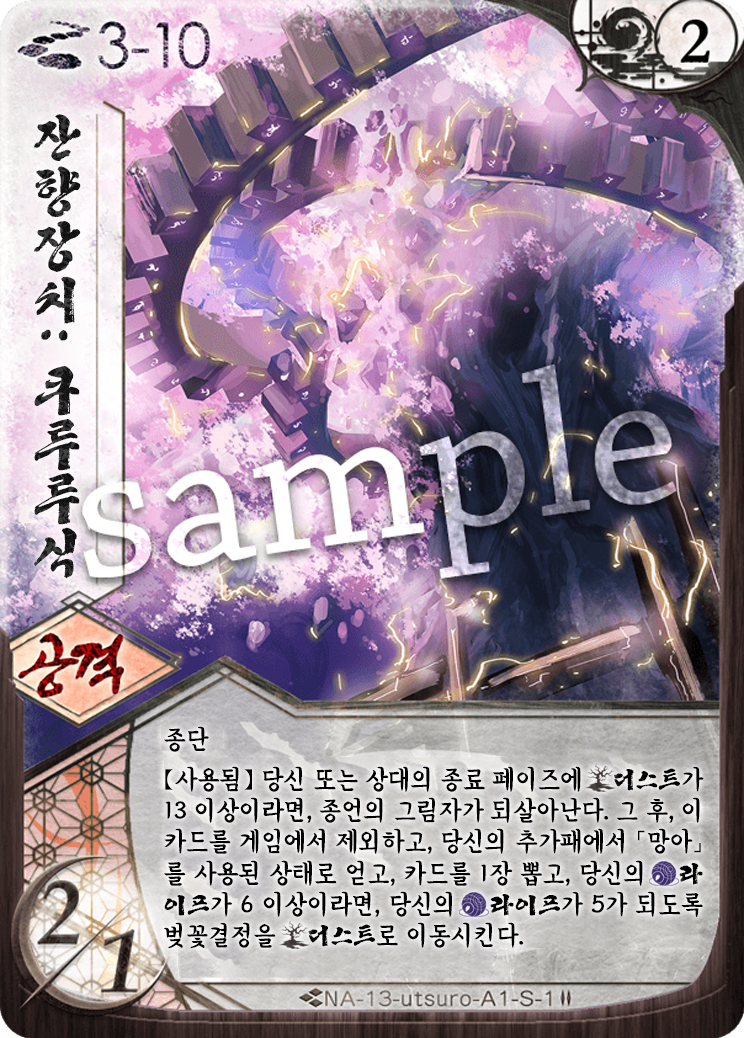 3-10
2
잔향장치: 쿠루루식
sample
공격
종단
【사용됨】 당신 또는 상대의 종료 페이즈에 더스트가
13 이상이라면, 종언의 그림자가 되살아난다. 그 후, 이
카드를 게임에서 제외하고, 당신의 추가패에서 「망아」
를 사용된 상태로 얻고, 카드를 1장 뽑고, 당신의 라
이프가 6 이상이라면, 당신의 라이프가 5가 되도록
벚꽃결정을 더스트로 이동시킨다.
2/1
NA-13-utsuro-A1-S-1 II